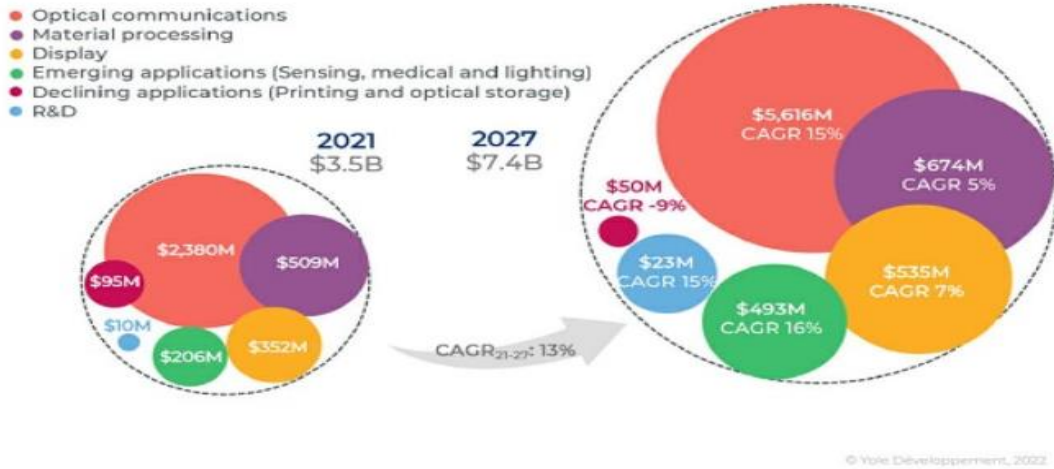 Optical communications
Material processing
Display
Emerging applications (Sensing, medical and lighting)
Declining applications (Printing and optical storage)
R&D
2021
$3.5B
2027
$7.4B
$2,380M
$509M
$95M
$10M
$206M
$352M
CAGR21-27: 13%
$5,616M
CAGR 15%
$674M
CAGR 5%
$50M
CAGR -9%
$23M
CAGR 15%
$535M
CAGR 7%
$493M
CAGR 16%
© Yole Développement, 2022